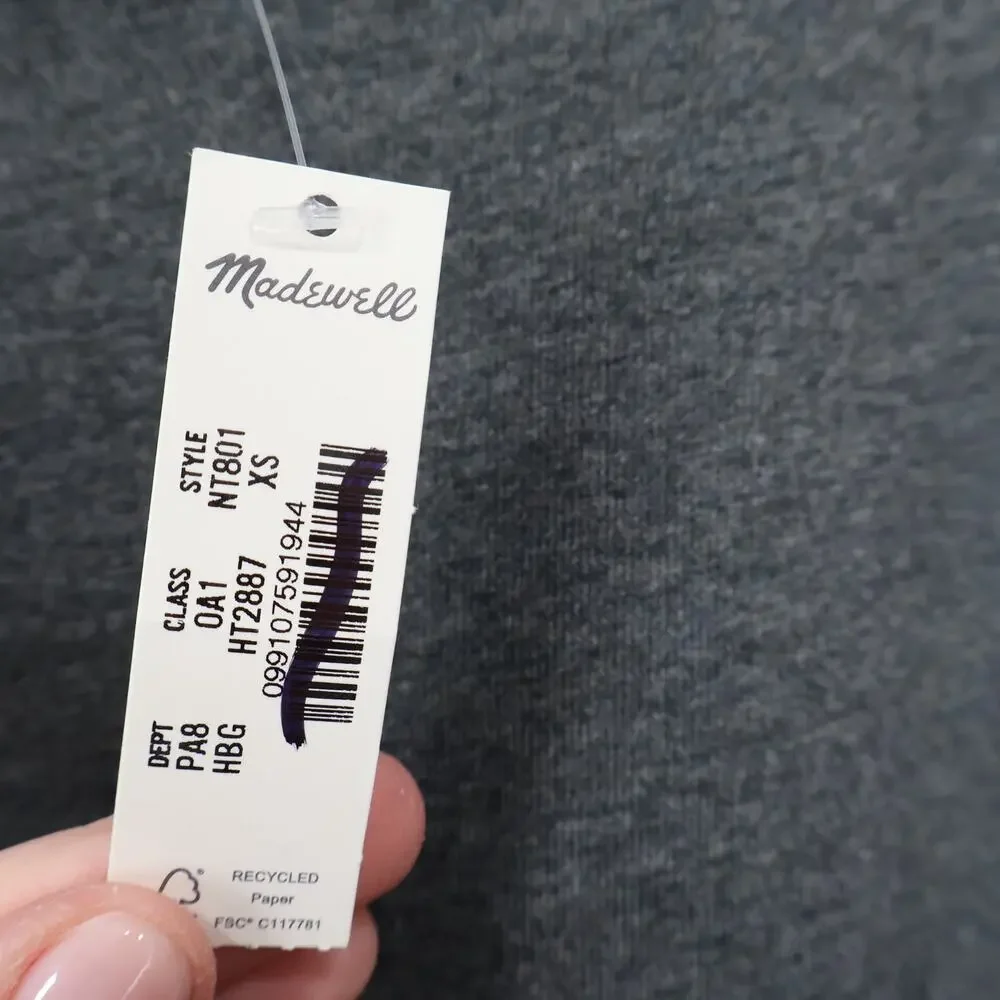 Madewell
DEPT CLASS STYLE
PA8 0A1 NT801
HBG HT2887 XS
099107591944
RECYCLED
Paper
FSC® C117781